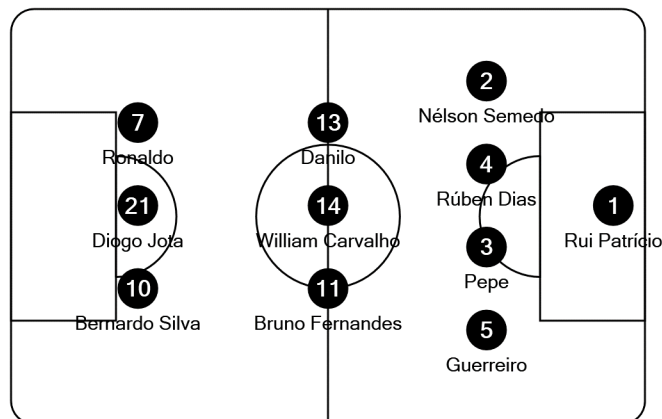 2
Nélson Semedo
7
Ronaldo
13
Danilo
4
Rúben Dias
21
Diogo Jota
14
William Carvalho
1
Rui Patrício
3
Pepe
10
Bernardo Silva
11
Bruno Fernandes
5
Guerreiro